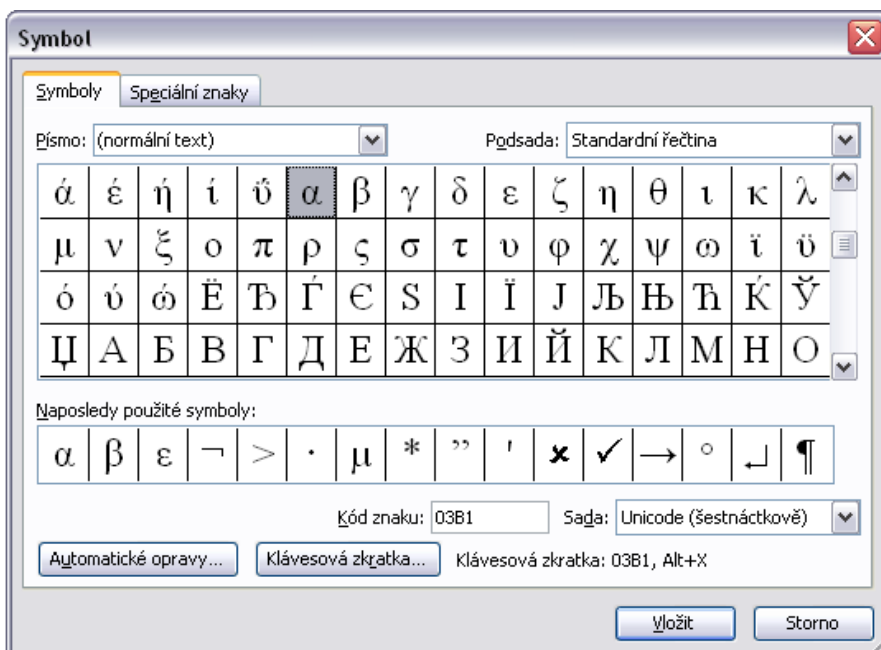 Symbol
Symboly Speciální znaky
Písmo: (normální text) Podsada: Standardní řečtina
ά έ ή ί ΰ α β γ δ ε ζ η θ ι κ λ
μ ν ξ ο π ρ ς σ τ υ φ χ ψ ω ϊ ϋ
ό ύ ώ Ё Ђ Ѓ Є Ѕ І Ї Ј Љ Њ Ћ Ќ Ў
Џ А Б В Г Д Е Ж З И Й К Л М Н О
Naposledy použité symboly:
α β ε ¬ > · µ * ” ′ ✘ ✓ → ° ↵ ¶
Kód znaku: 03B1 Sada: Unicode (šestnáctkově)
Automatické opravy... Klávesová zkratka... Klávesová zkratka: 03B1, Alt+X
Vložit Storno